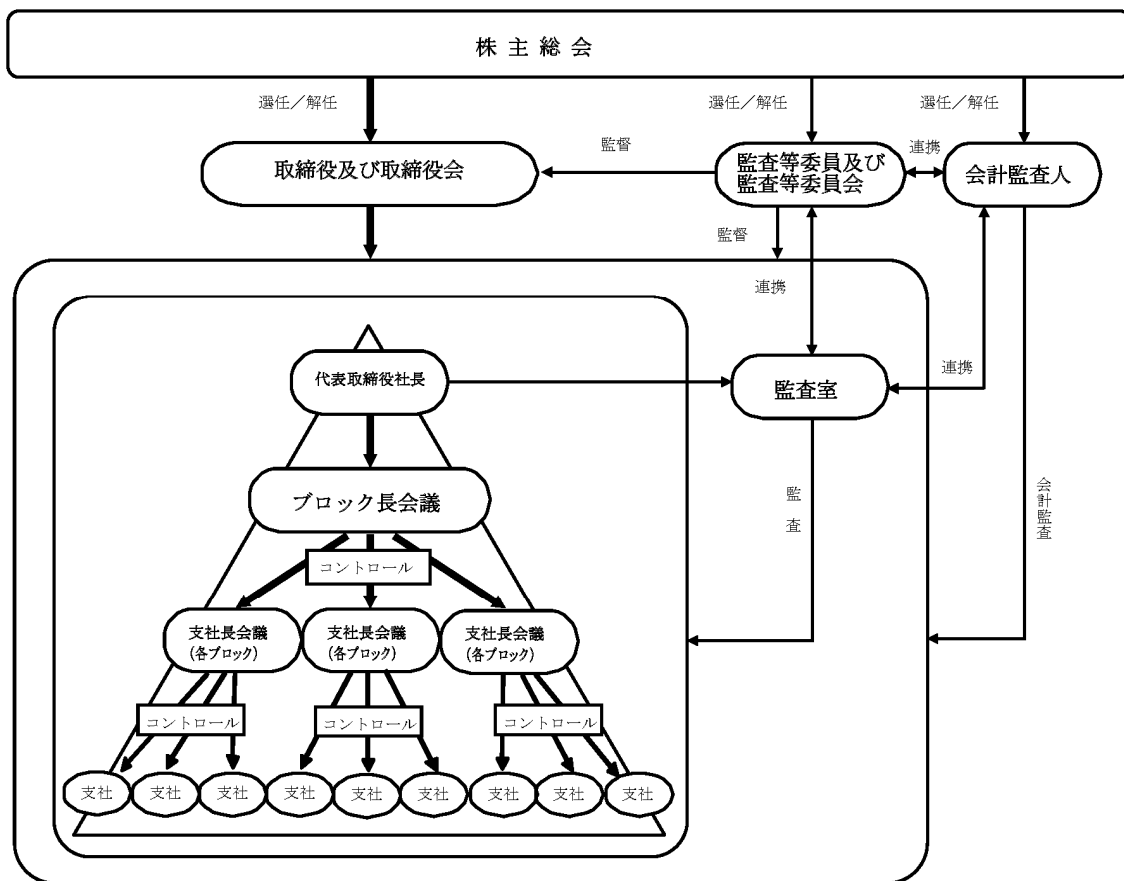 株主総会
選任／解任
選任／解任
選任／解任
取締役及び取締役会
監督
監査等委員及び
監査等委員会
連携
会計監査人
監督
連携
代表取締役社長
監査室
連携
ブロック長会議
監査
会計監査
コントロール
支社長会議
(各ブロック)
支社長会議
(各ブロック)
支社長会議
(各ブロック)
コントロール
コントロール
コントロール
支社
支社
支社
支社
支社
支社
支社
支社
支社